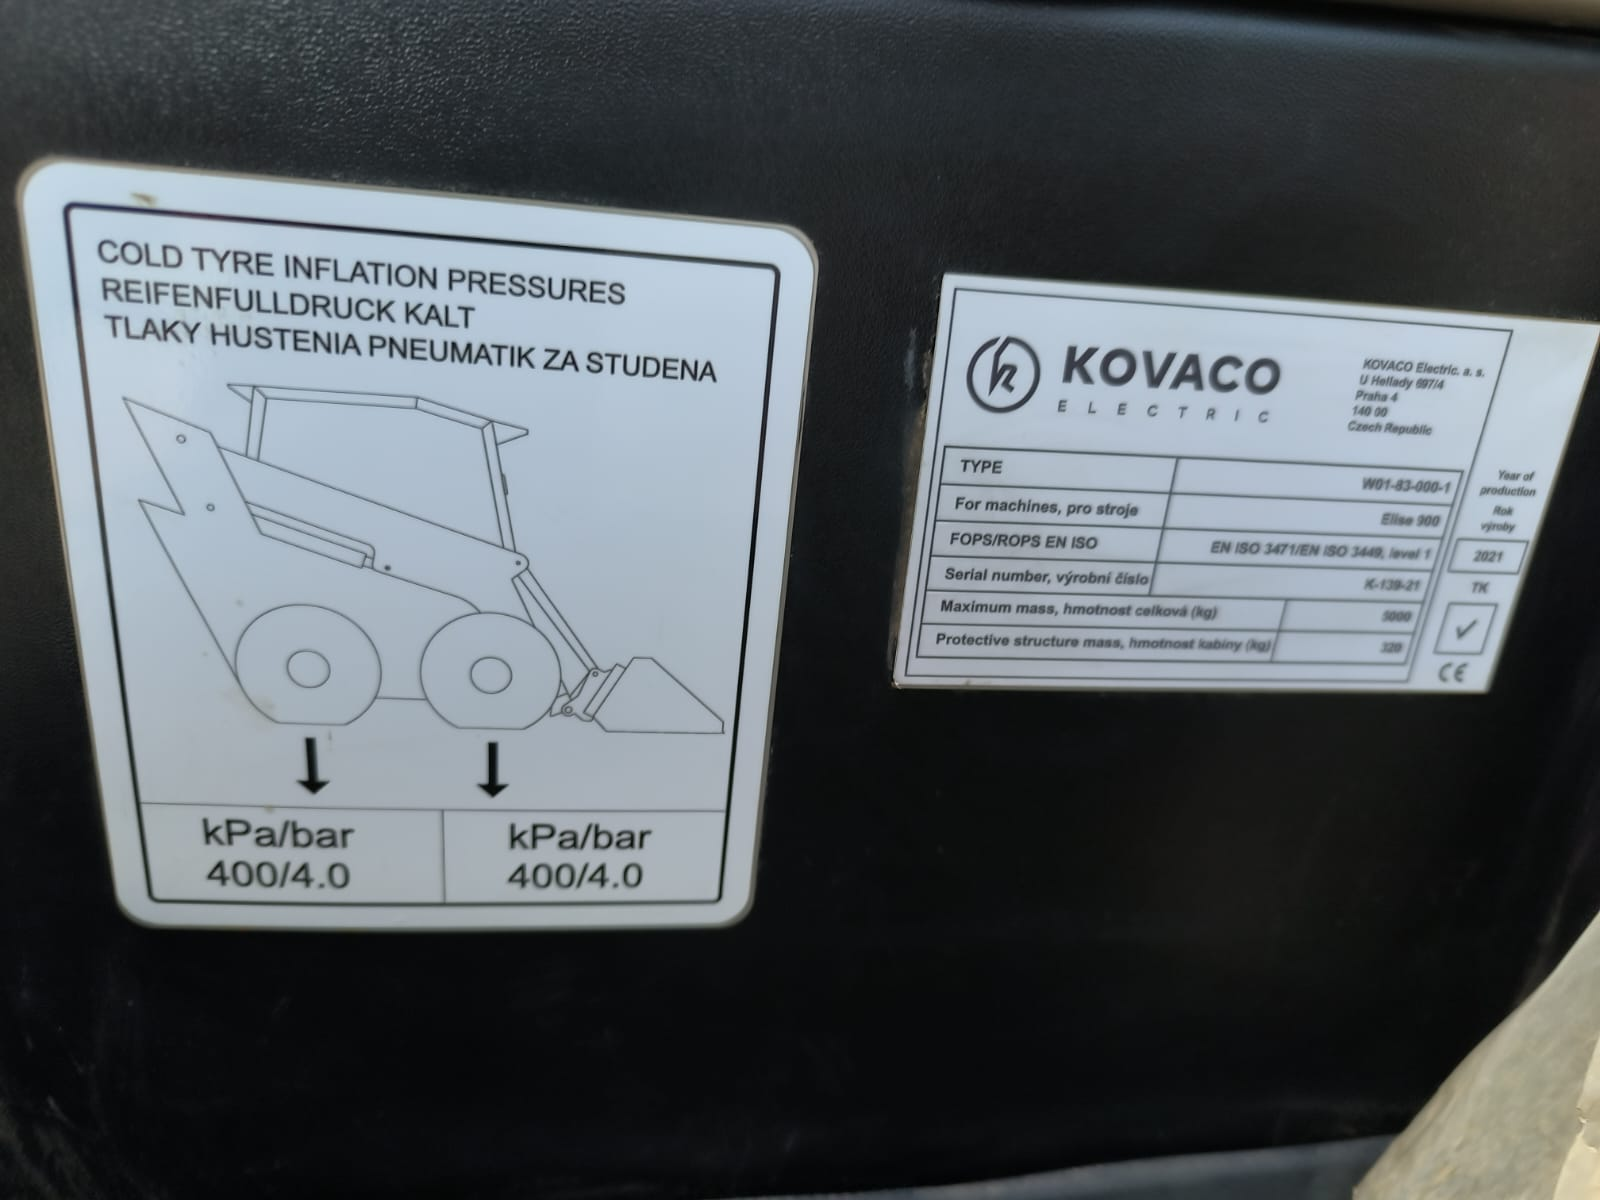 COLD TYRE INFLATION PRESSURES
REIFENFULLDRUCK KALT
TLAKY HUSTENIA PNEUMATIK ZA STUDENA
kPa/bar
400/4.0
kPa/bar
400/4.0
KOVACO
ELECTRIC
KOVACO Electric. a. s.
U Hellady 697/4
Praha 4
140 00
Czech Republic
TYPE W01-83-000-1
For machines, pro stroje Elise 900
FOPS/ROPS EN ISO EN ISO 3471/EN ISO 3449, level 1
Serial number, výrobní číslo K-139-21
Maximum mass, hmotnost celková (kg) 5000
Protective structure mass, hmotnost kabiny (kg) 320
Year of
production
Rok
výroby
2021
TK
✓
CE